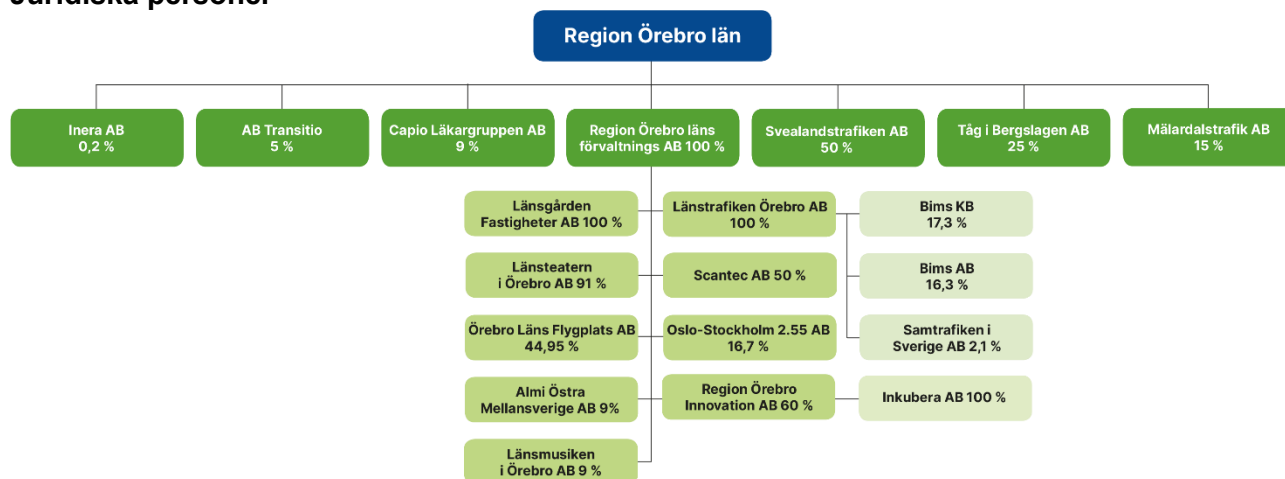 Juridiska personer
Region Örebro län
Inera AB
0,2 %
AB Transitio
5 %
Capio Läkargruppen AB
9 %
Region Örebro läns
förvaltnings AB 100 %
Svealandstrafiken AB
50 %
Tåg i Bergslagen AB
25 %
Mälardalstrafik AB
15 %
Länsgården
Fastigheter AB 100 %
Länstrafiken Örebro AB
100 %
Bims KB
17,3 %
Länsteatern
i Örebro AB 91 %
Scantec AB 50 %
Bims AB
16,3 %
Örebro Läns Flygplats AB
44,95 %
Oslo-Stockholm 2.55 AB
16,7 %
Samtrafiken i
Sverige AB 2,1 %
Almi Östra
Mellansverige AB 9%
Region Örebro
Innovation AB 60 %
Inkubera AB 100 %
Länsmusiken
i Örebro AB 9 %